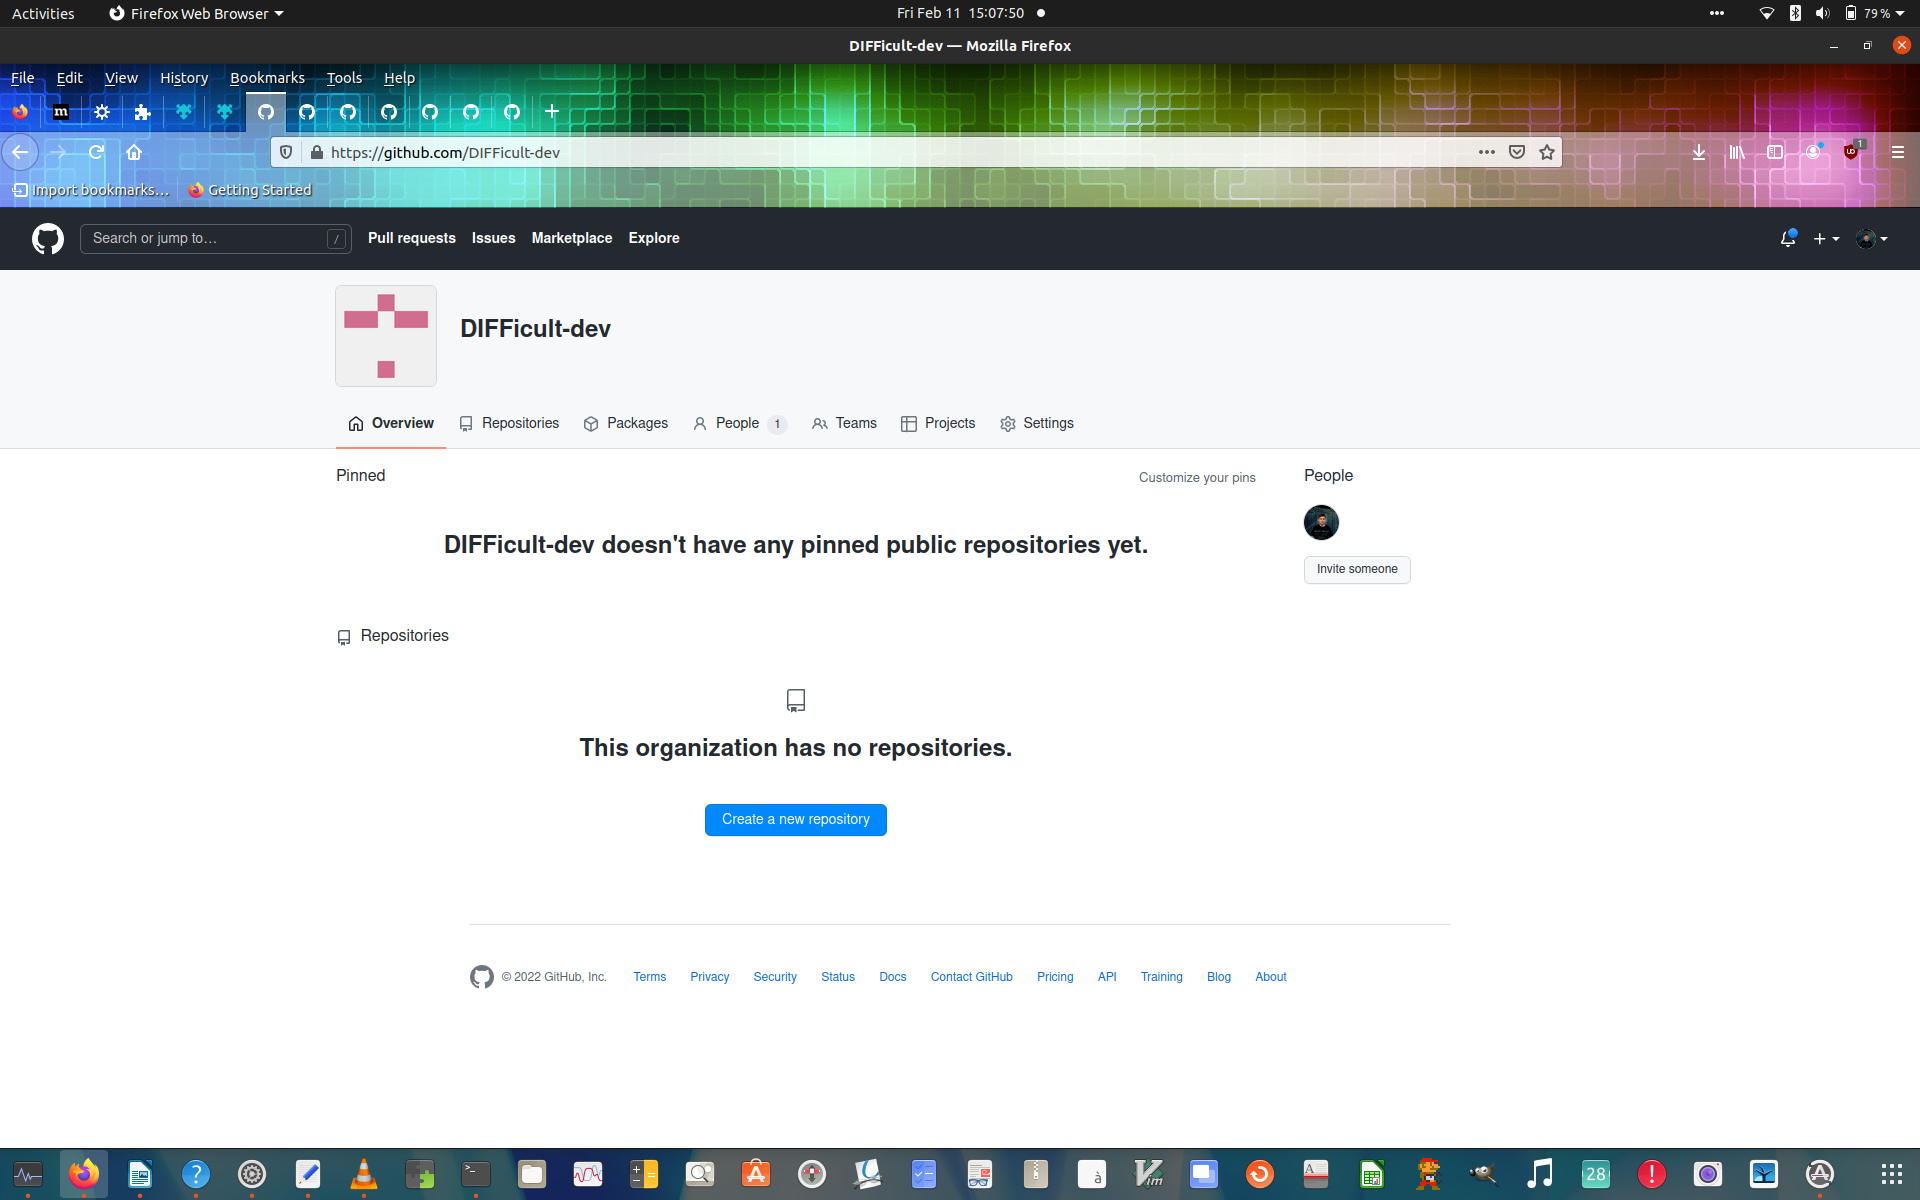 Activities Firefox Web Browser Fri Feb 11 15:07:50 79 %
DIFFicult-dev — Mozilla Firefox
File Edit View History Bookmarks Tools Help
m
https://github.com/DIFFicult-dev 1
Import bookmarks... Getting Started
Search or jump to... / Pull requests Issues Marketplace Explore
DIFFicult-dev
Overview Repositories Packages People 1 Teams Projects Settings
Pinned Customize your pins People
DIFFicult-dev doesn't have any pinned public repositories yet.
Invite someone
Repositories
This organization has no repositories.
Create a new repository
© 2022 GitHub, Inc. Terms Privacy Security Status Docs Contact GitHub Pricing API Training Blog About
28